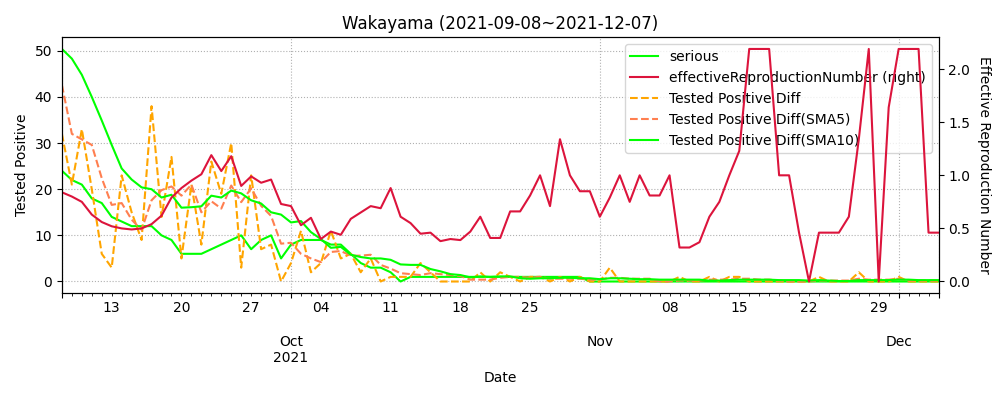 Wakayama (2021-09-08~2021-12-07)
serious
effectiveReproductionNumber (right)
Tested Positive Diff
Tested Positive Diff(SMA5)
Tested Positive Diff(SMA10)
Tested Positive
50
40
30
20
10
0
2.0
1.5
1.0
0.5
0.0
Effective Reproduction Number
13 20 27 04 11 18 25 08 15 22 29
Oct Nov Dec
2021
Date